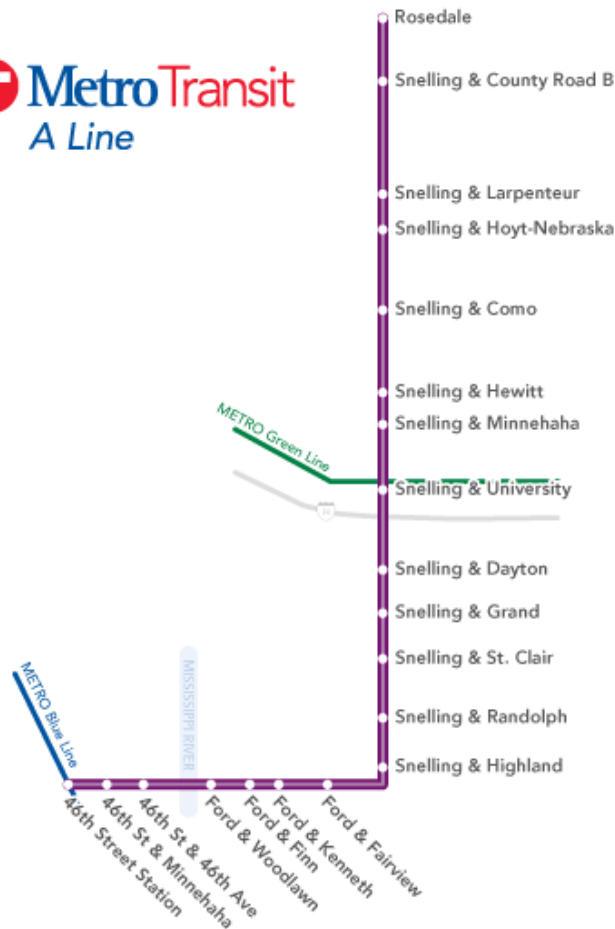 Rosedale
MetroTransit
A Line
Snelling & County Road B
Snelling & Larpenteur
Snelling & Hoyt-Nebraska
Snelling & Como
Snelling & Hewitt
METRO Green Line
Snelling & Minnehaha
Snelling & University
Snelling & Dayton
Snelling & Grand
Snelling & St. Clair
METRO Blue Line
MISSISSIPPI RIVER
Snelling & Randolph
Snelling & Highland
46th Street Station
46th St & Minnehaha
46th St & 46th Ave
Ford & Woodlawn
Ford & Finn
Ford & Kenneth
Ford & Fairview